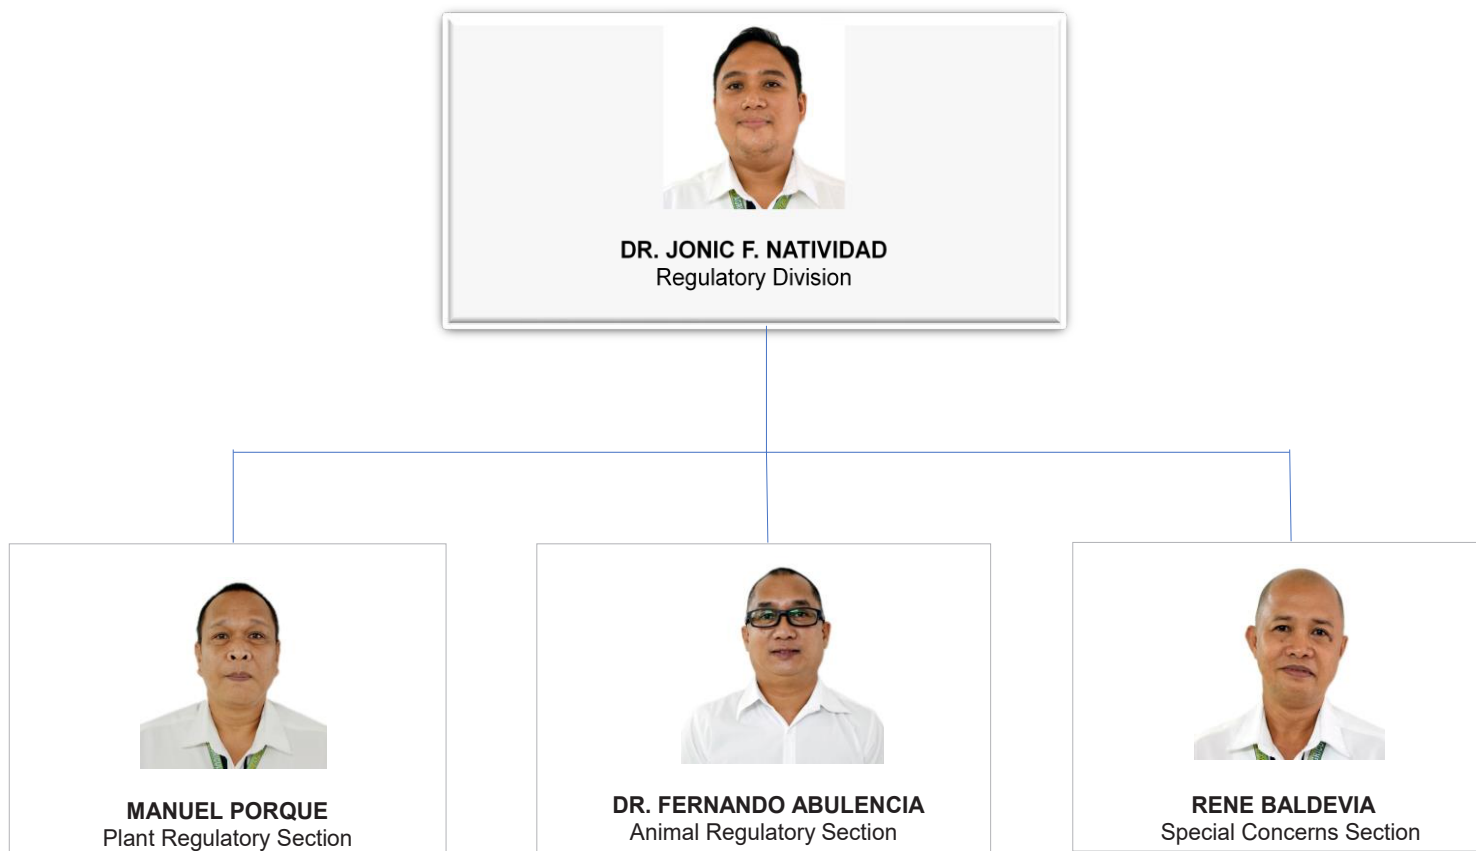 DR. JONIC F. NATIVIDAD
Regulatory Division
MANUEL PORQUE
Plant Regulatory Section
DR. FERNANDO ABULENCIA
Animal Regulatory Section
RENE BALDEVIA
Special Concerns Section